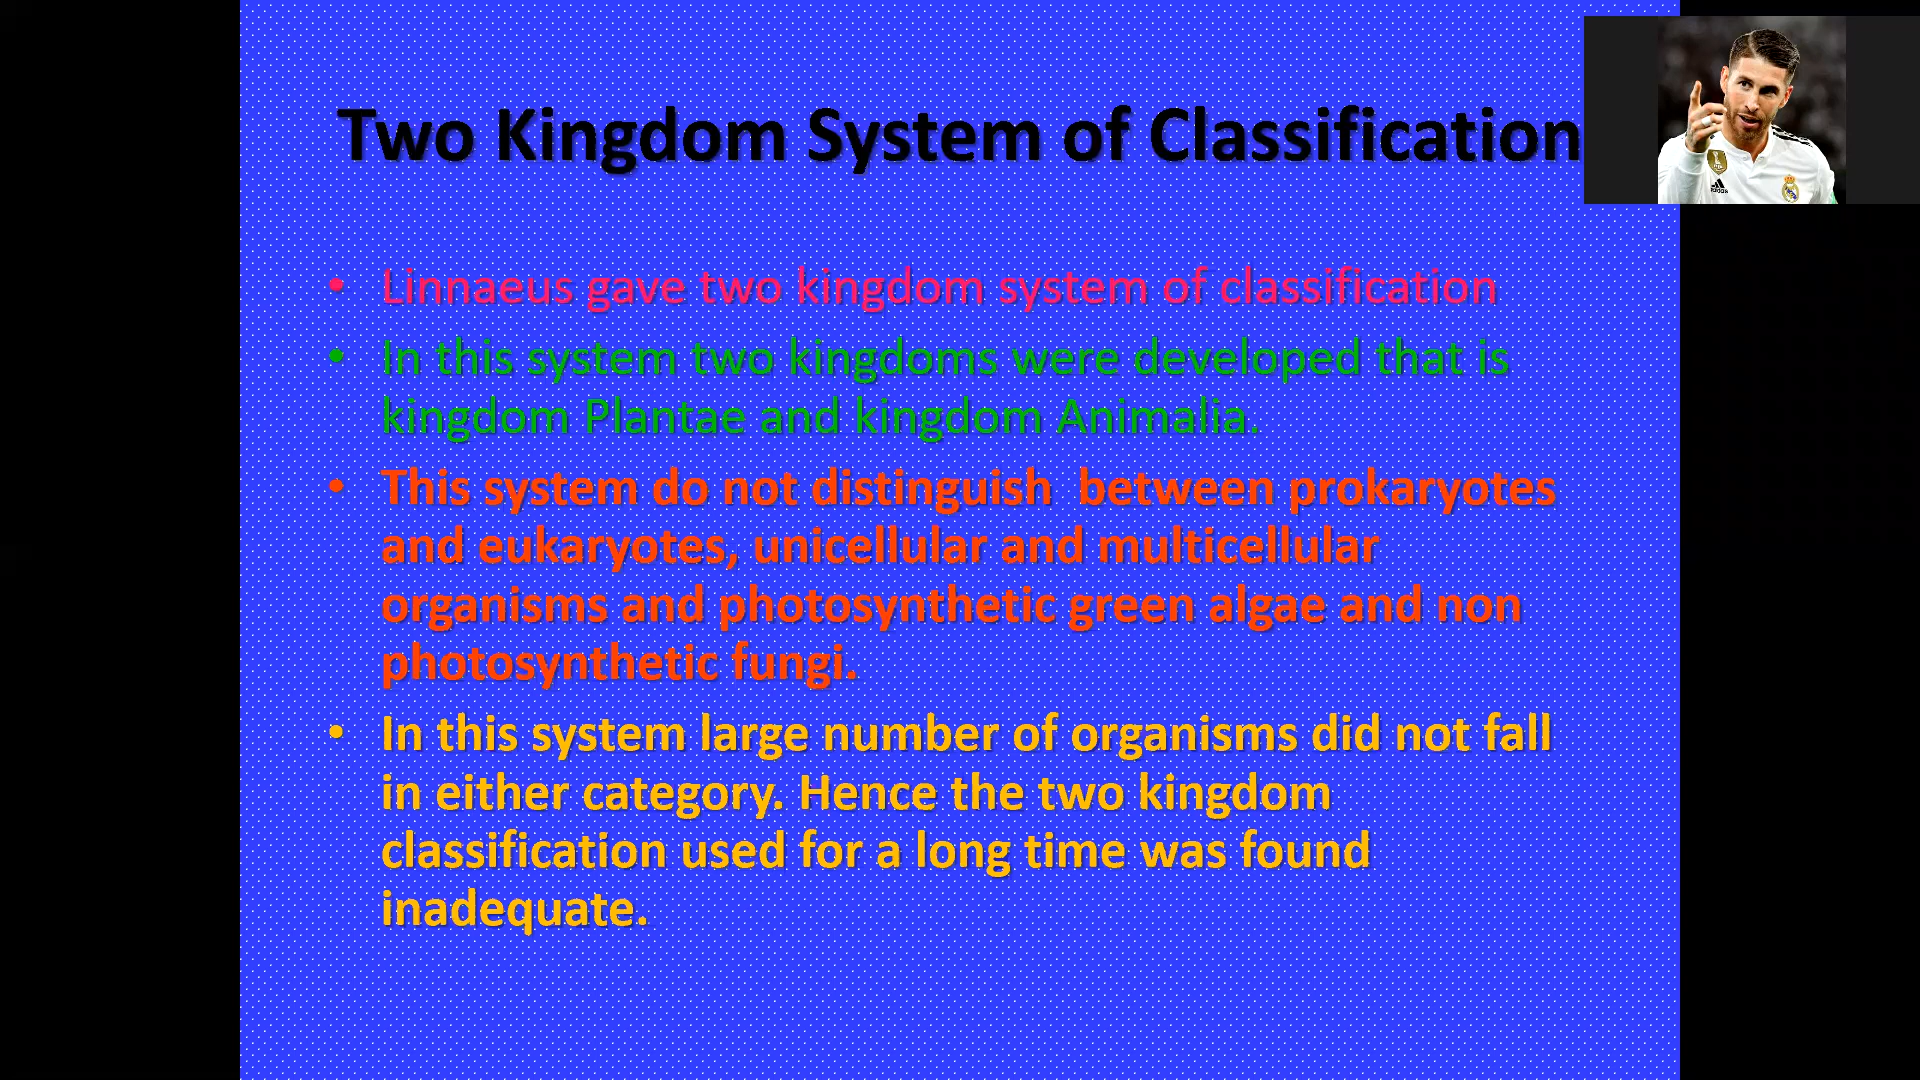 Two Kingdom System of Classification
• Linnaeus gave two kingdom system of classification
• In this system two kingdoms were developed that is
kingdom Plantae and kingdom Animalia.
• This system do not distinguish  between prokaryotes
and eukaryotes, unicellular and multicellular
organisms and photosynthetic green algae and non
photosynthetic fungi.
• In this system large number of organisms did not fall
in either category. Hence the two kingdom
classification used for a long time was found
inadequate.
adidas